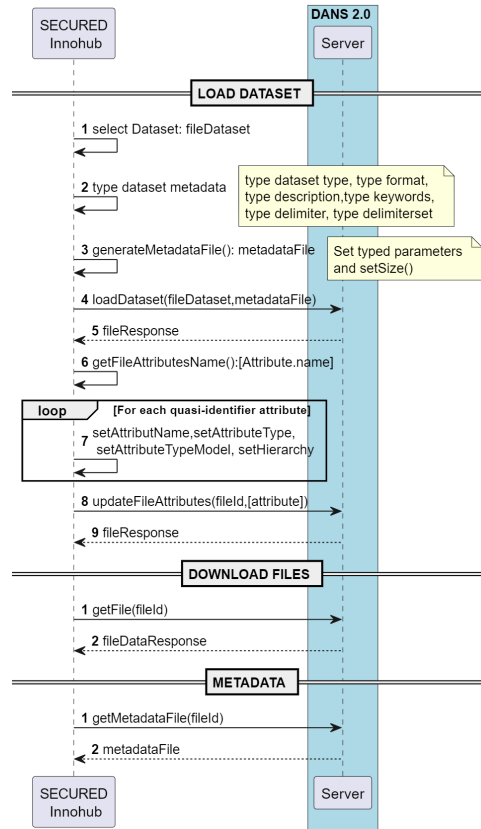 DANS 2.0
SECURED
Innohub
Server
LOAD DATASET
1 select Dataset: fileDataset
2 type dataset metadata
type dataset type, type format,
type description,type keywords,
type delimiter, type delimiterset
3 generateMetadataFile(): metadataFile
Set typed parameters
and setSize()
4 loadDataset(fileDataset,metadataFile)
5 fileResponse
6 getFileAttributesName():[Attribute.name]
loop [For each quasi-identifier attribute]
7 setAttributName,setAttributeType,
setAttributeTypeModel, setHierarchy
8 updateFileAttributes(fileId,[attribute])
9 fileResponse
DOWNLOAD FILES
1 getFile(fileId)
2 fileDataResponse
METADATA
1 getMetadataFile(fileId)
2 metadataFile
SECURED
Innohub
Server